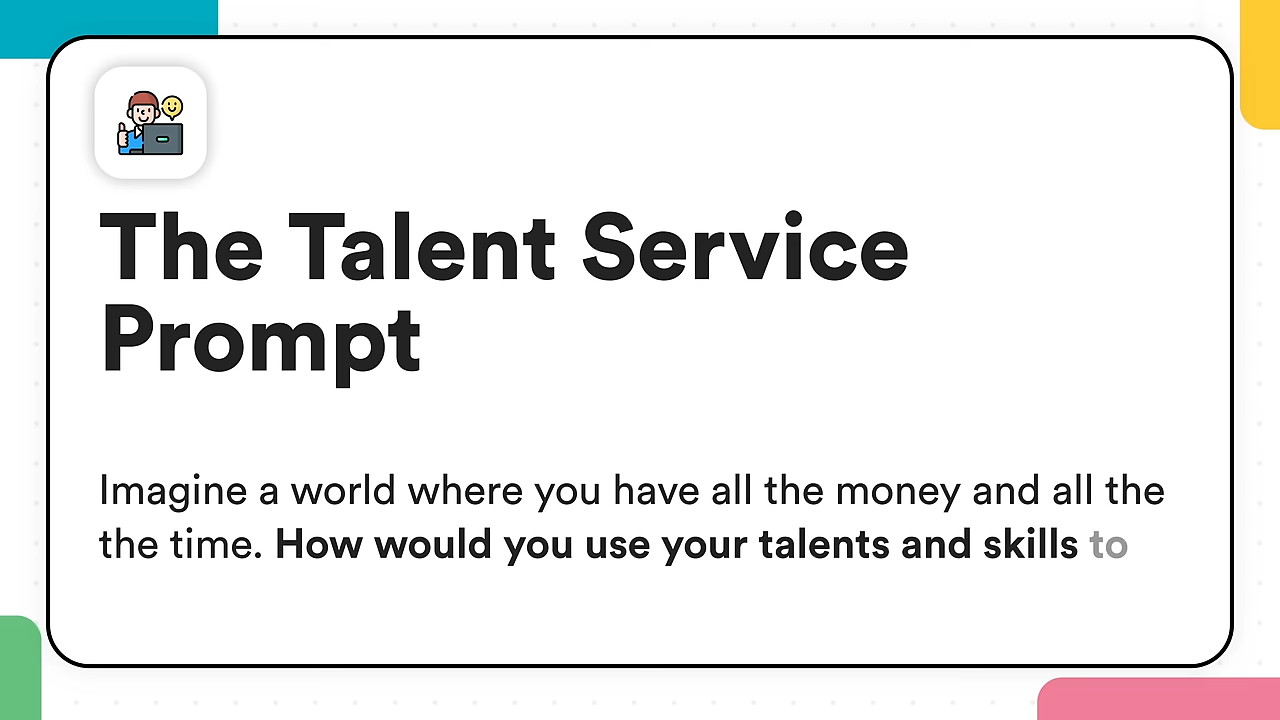 The Talent Service
Prompt
Imagine a world where you have all the money and all the
the time. How would you use your talents and skills to